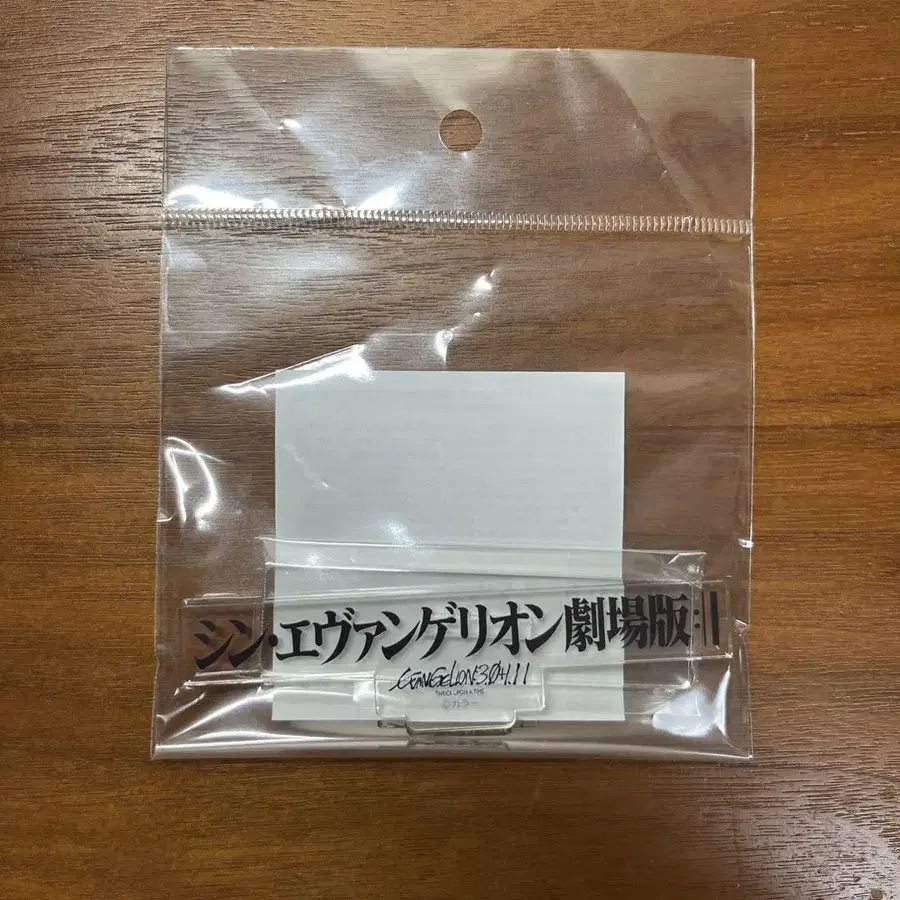 シン・エヴァンゲリオン劇場版:||
EVANGELION:3.0+1.11
THRICE UPON A TIME
©カラー